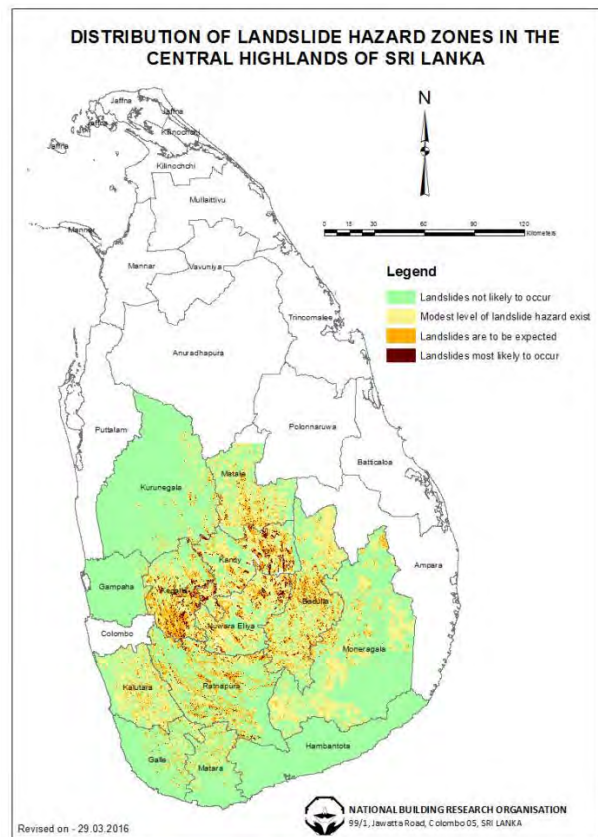 DISTRIBUTION OF LANDSLIDE HAZARD ZONES IN THE
CENTRAL HIGHLANDS OF SRI LANKA
Jaffna
Jaffna
Jaffna
Kilinochchi
Jaffna
Kilinochchi
Mullaittivu
Mannar
Mannar
Vavuniya
Trincomalee
Anuradhapura
N
0 15 30 60 90 120
Kilometers
Legend
Landslides not likely to occur
Modest level of landslide hazard exist
Landslides are to be expected
Landslides most likely to occur
Puttalam
Polonnaruwa
Batticaloa
Kurunegala
Matale
Ampara
Kandy
Gampaha
Kegalle
Badulla
Colombo
Nuwara Eliya
Moneragala
Kalutara
Ratnapura
Hambantota
Galle
Matara
NATIONAL BUILDING RESEARCH ORGANISATION
99/1, Jawatta Road, Colombo 05, SRI LANKA
Revised on - 29.03.2016